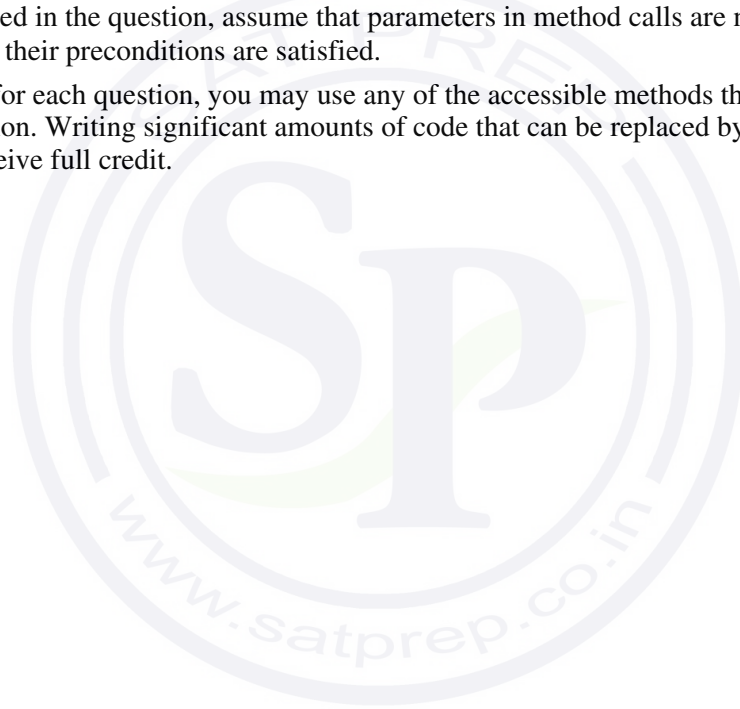 ed in the question, assume that parameters in method calls are
their preconditions are satisfied.
for each question, you may use any of the accessible methods
on. Writing significant amounts of code that can be replaced by
eive full credit.
SAT PREP
SP
www.satprep.co.in